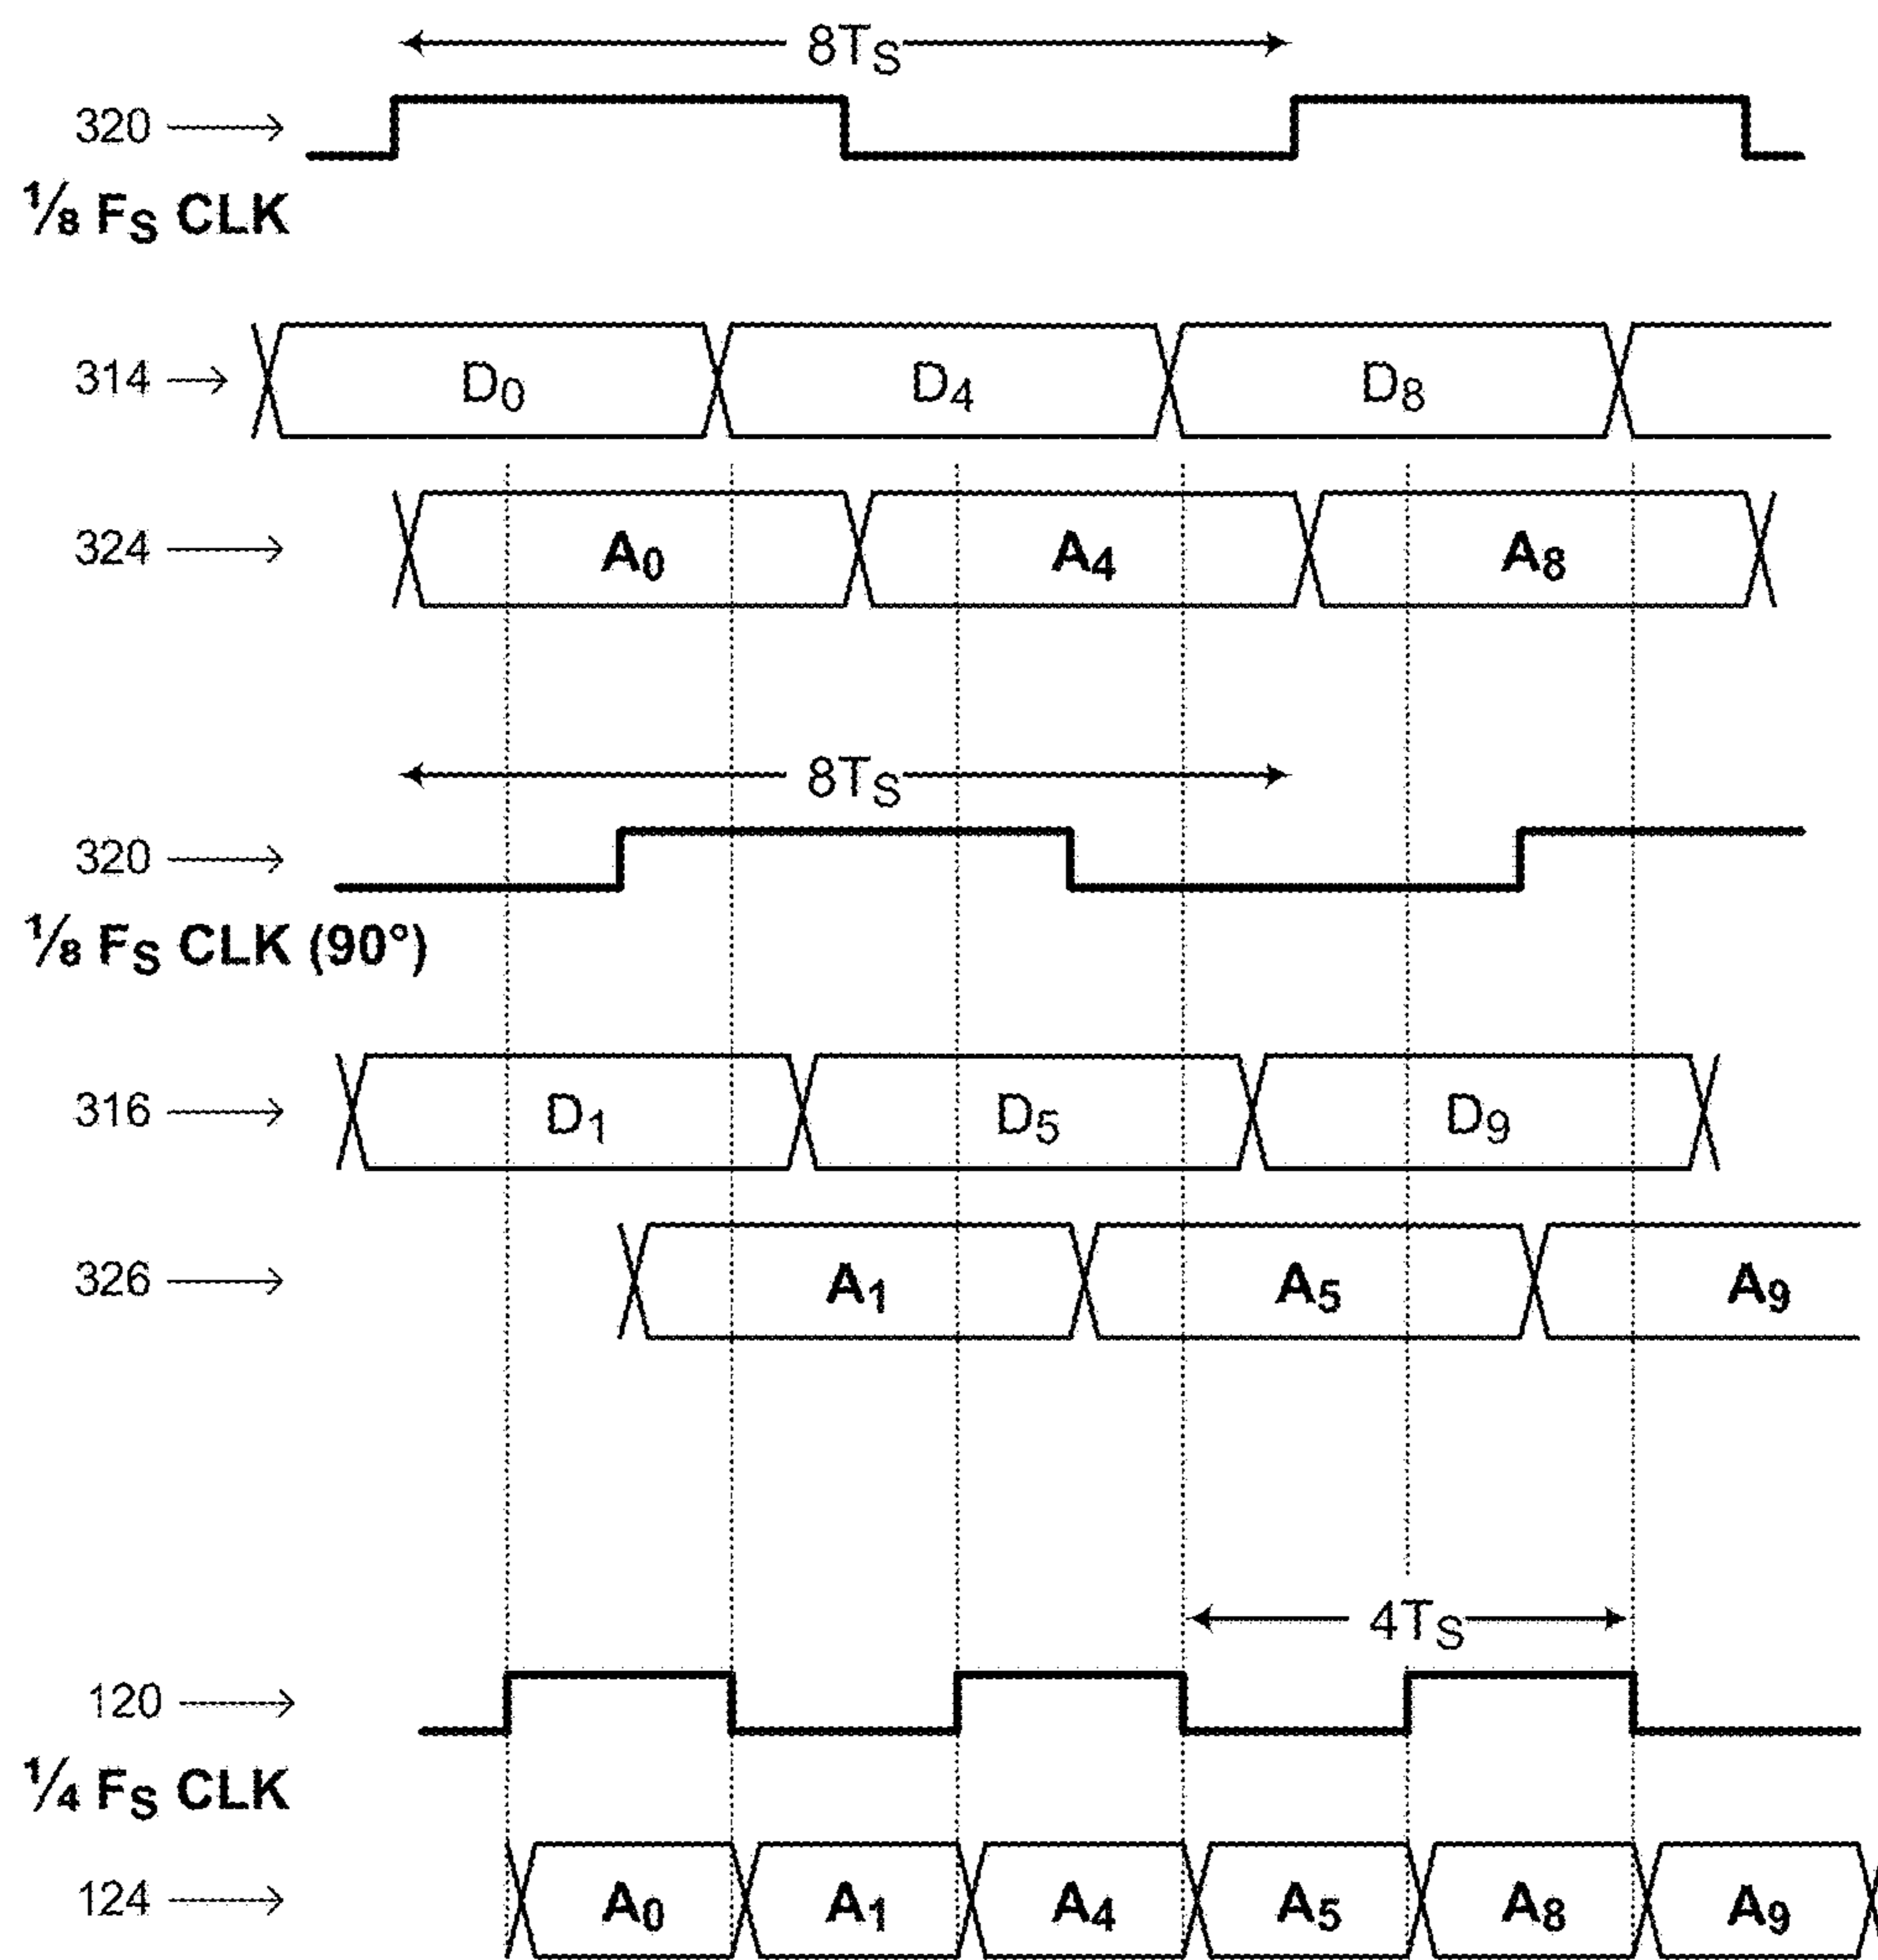 8TS
320
1/8 FS CLK
314 D0 D4 D8
324 A0 A4 A8
8TS
320
1/8 FS CLK (90°)
316 D1 D5 D9
326 A1 A5 A9
4TS
120
1/4 FS CLK
124 A0 A1 A4 A5 A8 A9